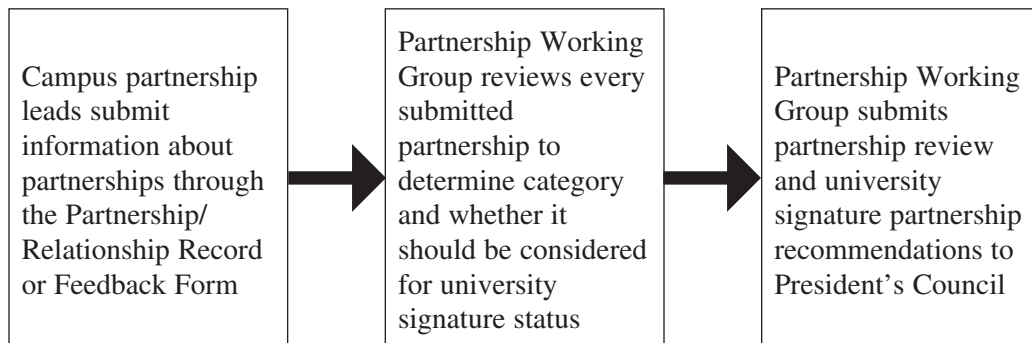 Campus partnership
leads submit
information about
partnerships through
the Partnership/
Relationship Record
or Feedback Form
Partnership Working
Group reviews every
submitted
partnership to
determine category
and whether it
should be considered
for university
signature status
Partnership Working
Group submits
partnership review
and university
signature partnership
recommendations to
President’s Council